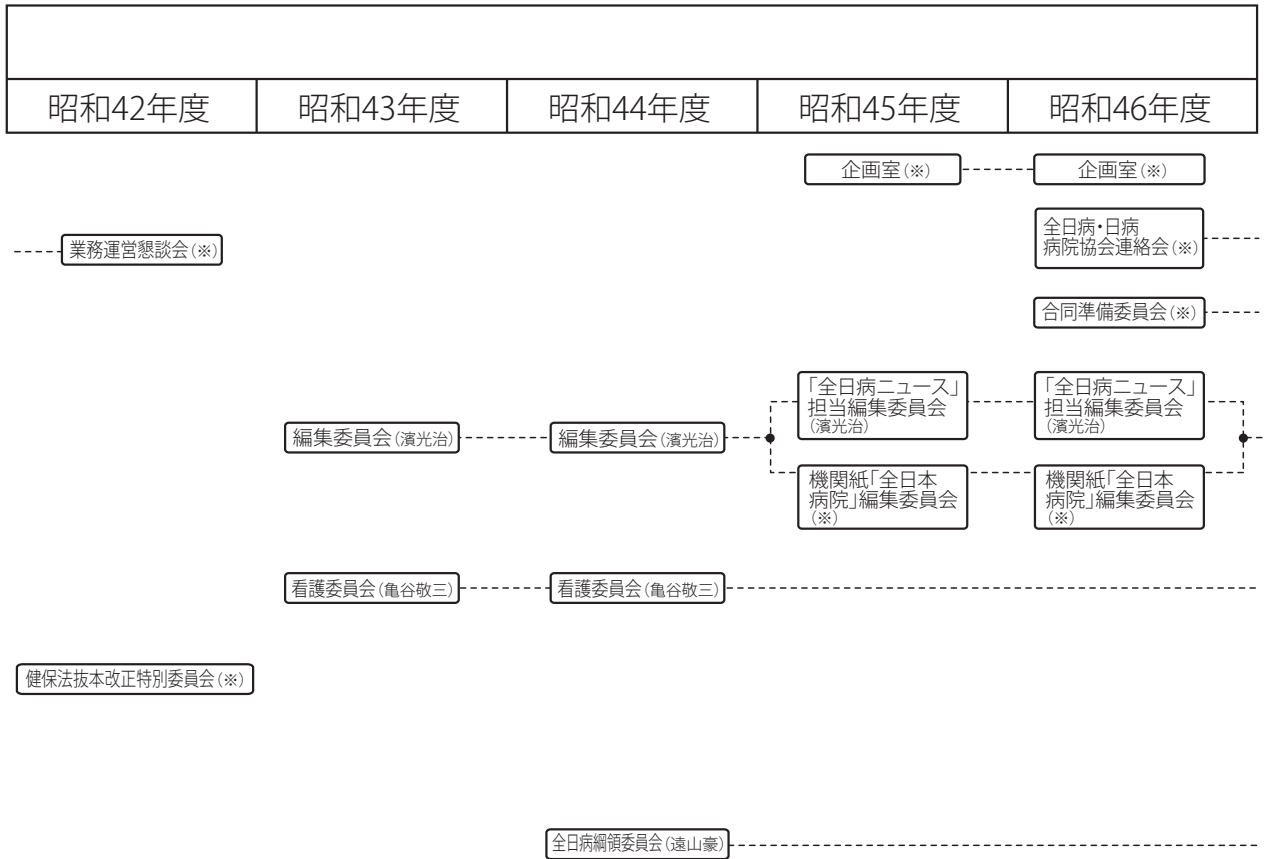 昭和42年度
昭和43年度
昭和44年度
昭和45年度
昭和46年度
企画室(※)
企画室(※)
全日病・日病
病院協会連絡会(※)
業務運営懇談会(※)
合同準備委員会(※)
「全日病ニュース」
担当編集委員会
(濱光治)
「全日病ニュース」
担当編集委員会
(濱光治)
編集委員会(濱光治)
編集委員会(濱光治)
機関紙「全日本
病院」編集委員会
(※)
機関紙「全日本
病院」編集委員会
(※)
看護委員会(亀谷敬三)
看護委員会(亀谷敬三)
健保法抜本改正特別委員会(※)
全日病綱領委員会(遠山豪)